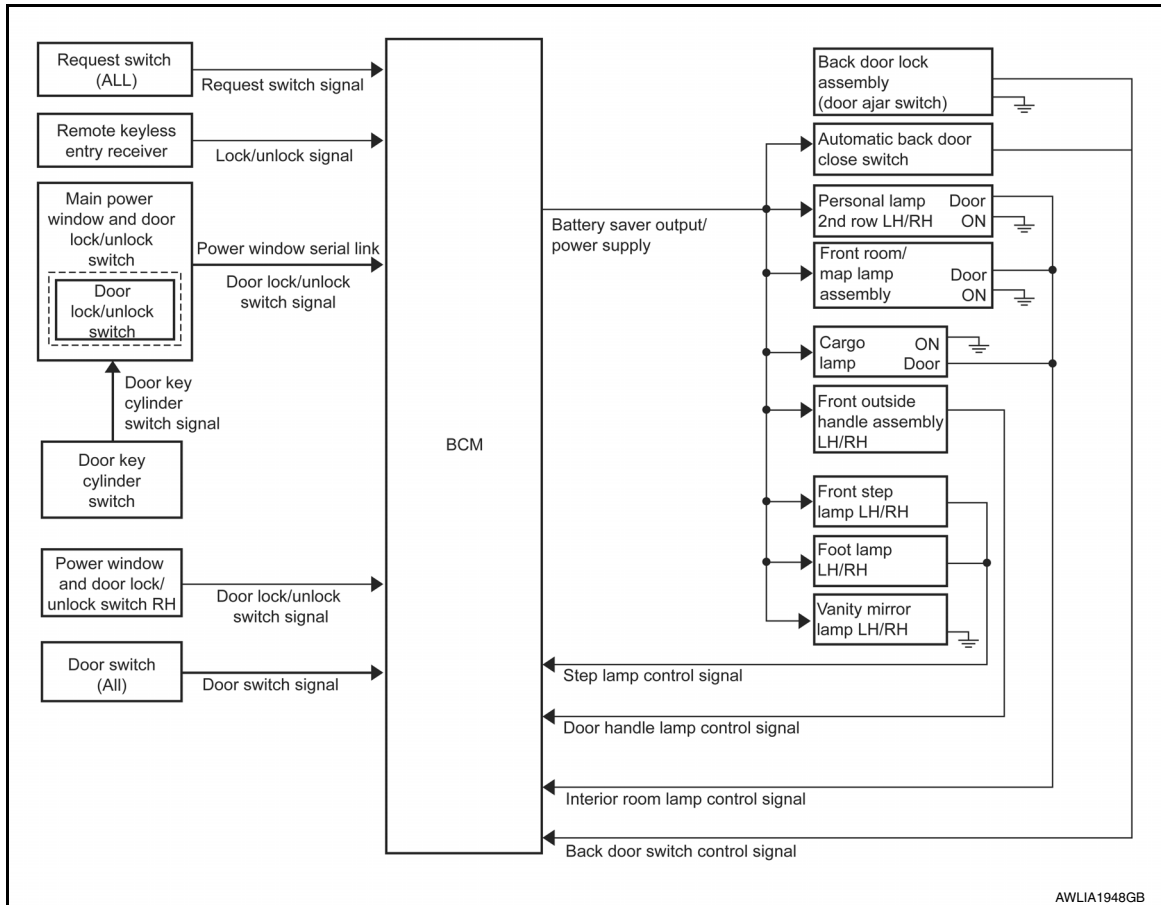 Request switch
(ALL)
Request switch signal
Remote keyless
entry receiver
Lock/unlock signal
Main power
window and door
lock/unlock
switch
Door
lock/unlock
switch
Power window serial link
Door lock/unlock
switch signal
Door key
cylinder
switch signal
Door key
cylinder
switch
Power window
and door lock/
unlock switch RH
Door lock/unlock
switch signal
Door switch
(All)
Door switch signal
BCM
Battery saver output/
power supply
Back door lock
assembly
(door ajar switch)
Automatic back door
close switch
Personal lamp Door
2nd row LH/RH ON
Front room/
map lamp Door
assembly ON
Cargo ON
lamp Door
Front outside
handle assembly
LH/RH
Front step
lamp LH/RH
Foot lamp
LH/RH
Vanity mirror
lamp LH/RH
Step lamp control signal
Door handle lamp control signal
Interior room lamp control signal
Back door switch control signal
AWLIA1948GB